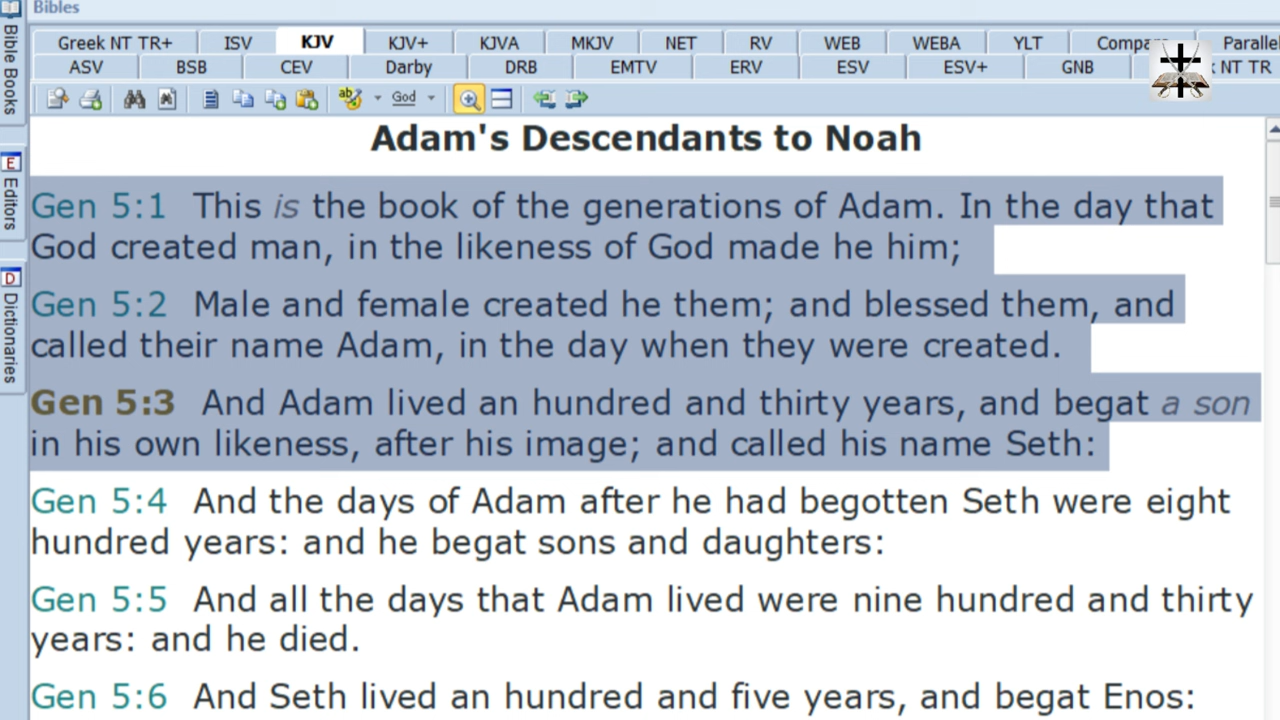 Bibles
Bible Books
Editors
Dictionaries
Greek NT TR+ ISV KJV KJV+ KJVA MKJV NET RV WEB WEBA YLT Parallel
ASV BSB CEV Darby DRB EMTV ERV ESV ESV+ GNB NT TR
God
Adam's Descendants to Noah
Gen 5:1 This is the book of the generations of Adam. In the day that
God created man, in the likeness of God made he him;
Gen 5:2 Male and female created he them; and blessed them, and
called their name Adam, in the day when they were created.
Gen 5:3 And Adam lived an hundred and thirty years, and begat a son
in his own likeness, after his image; and called his name Seth:
Gen 5:4 And the days of Adam after he had begotten Seth were eight
hundred years: and he begat sons and daughters:
Gen 5:5 And all the days that Adam lived were nine hundred and thirty
years: and he died.
Gen 5:6 And Seth lived an hundred and five years, and begat Enos: